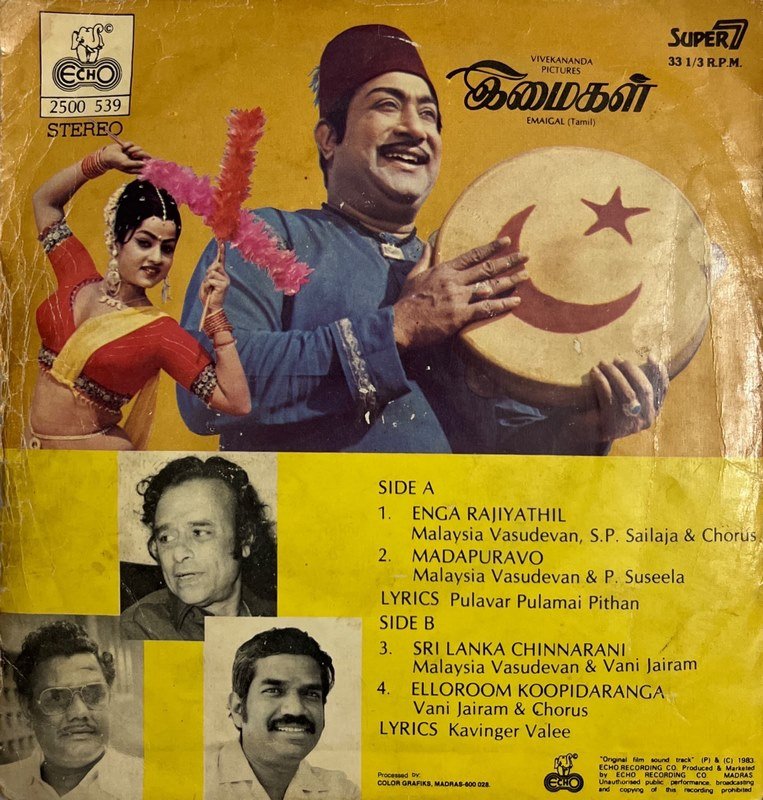 ECHO
2500 539
STEREO
VIVEKANANDA
PICTURES
இமைகள்
EMAIGAL (Tamil)
SUPER 7
33 1/3 R.P.M.
SIDE A
1. ENGA RAJIYATHIL
Malaysia Vasudevan, S.P. Sailaja & Chorus
2. MADAPURAVO
Malaysia Vasudevan & P. Suseela
LYRICS Pulavar Pulamai Pithan
SIDE B
3. SRI LANKA CHINNARANI
Malaysia Vasudevan & Vani Jairam
4. ELLOROOM KOOPIDARANGA
Vani Jairam & Chorus
LYRICS Kavinger Valee
Processed by:
COLOR GRAFIKS, MADRAS-600 028.
ECHO
"Original film sound track" (P) & (C) 1983
ECHO RECORDING CO. Produced & Marketed
by ECHO RECORDING CO. MADRAS
Unauthorised public performance, broadcasting
and copying of this recording prohibited